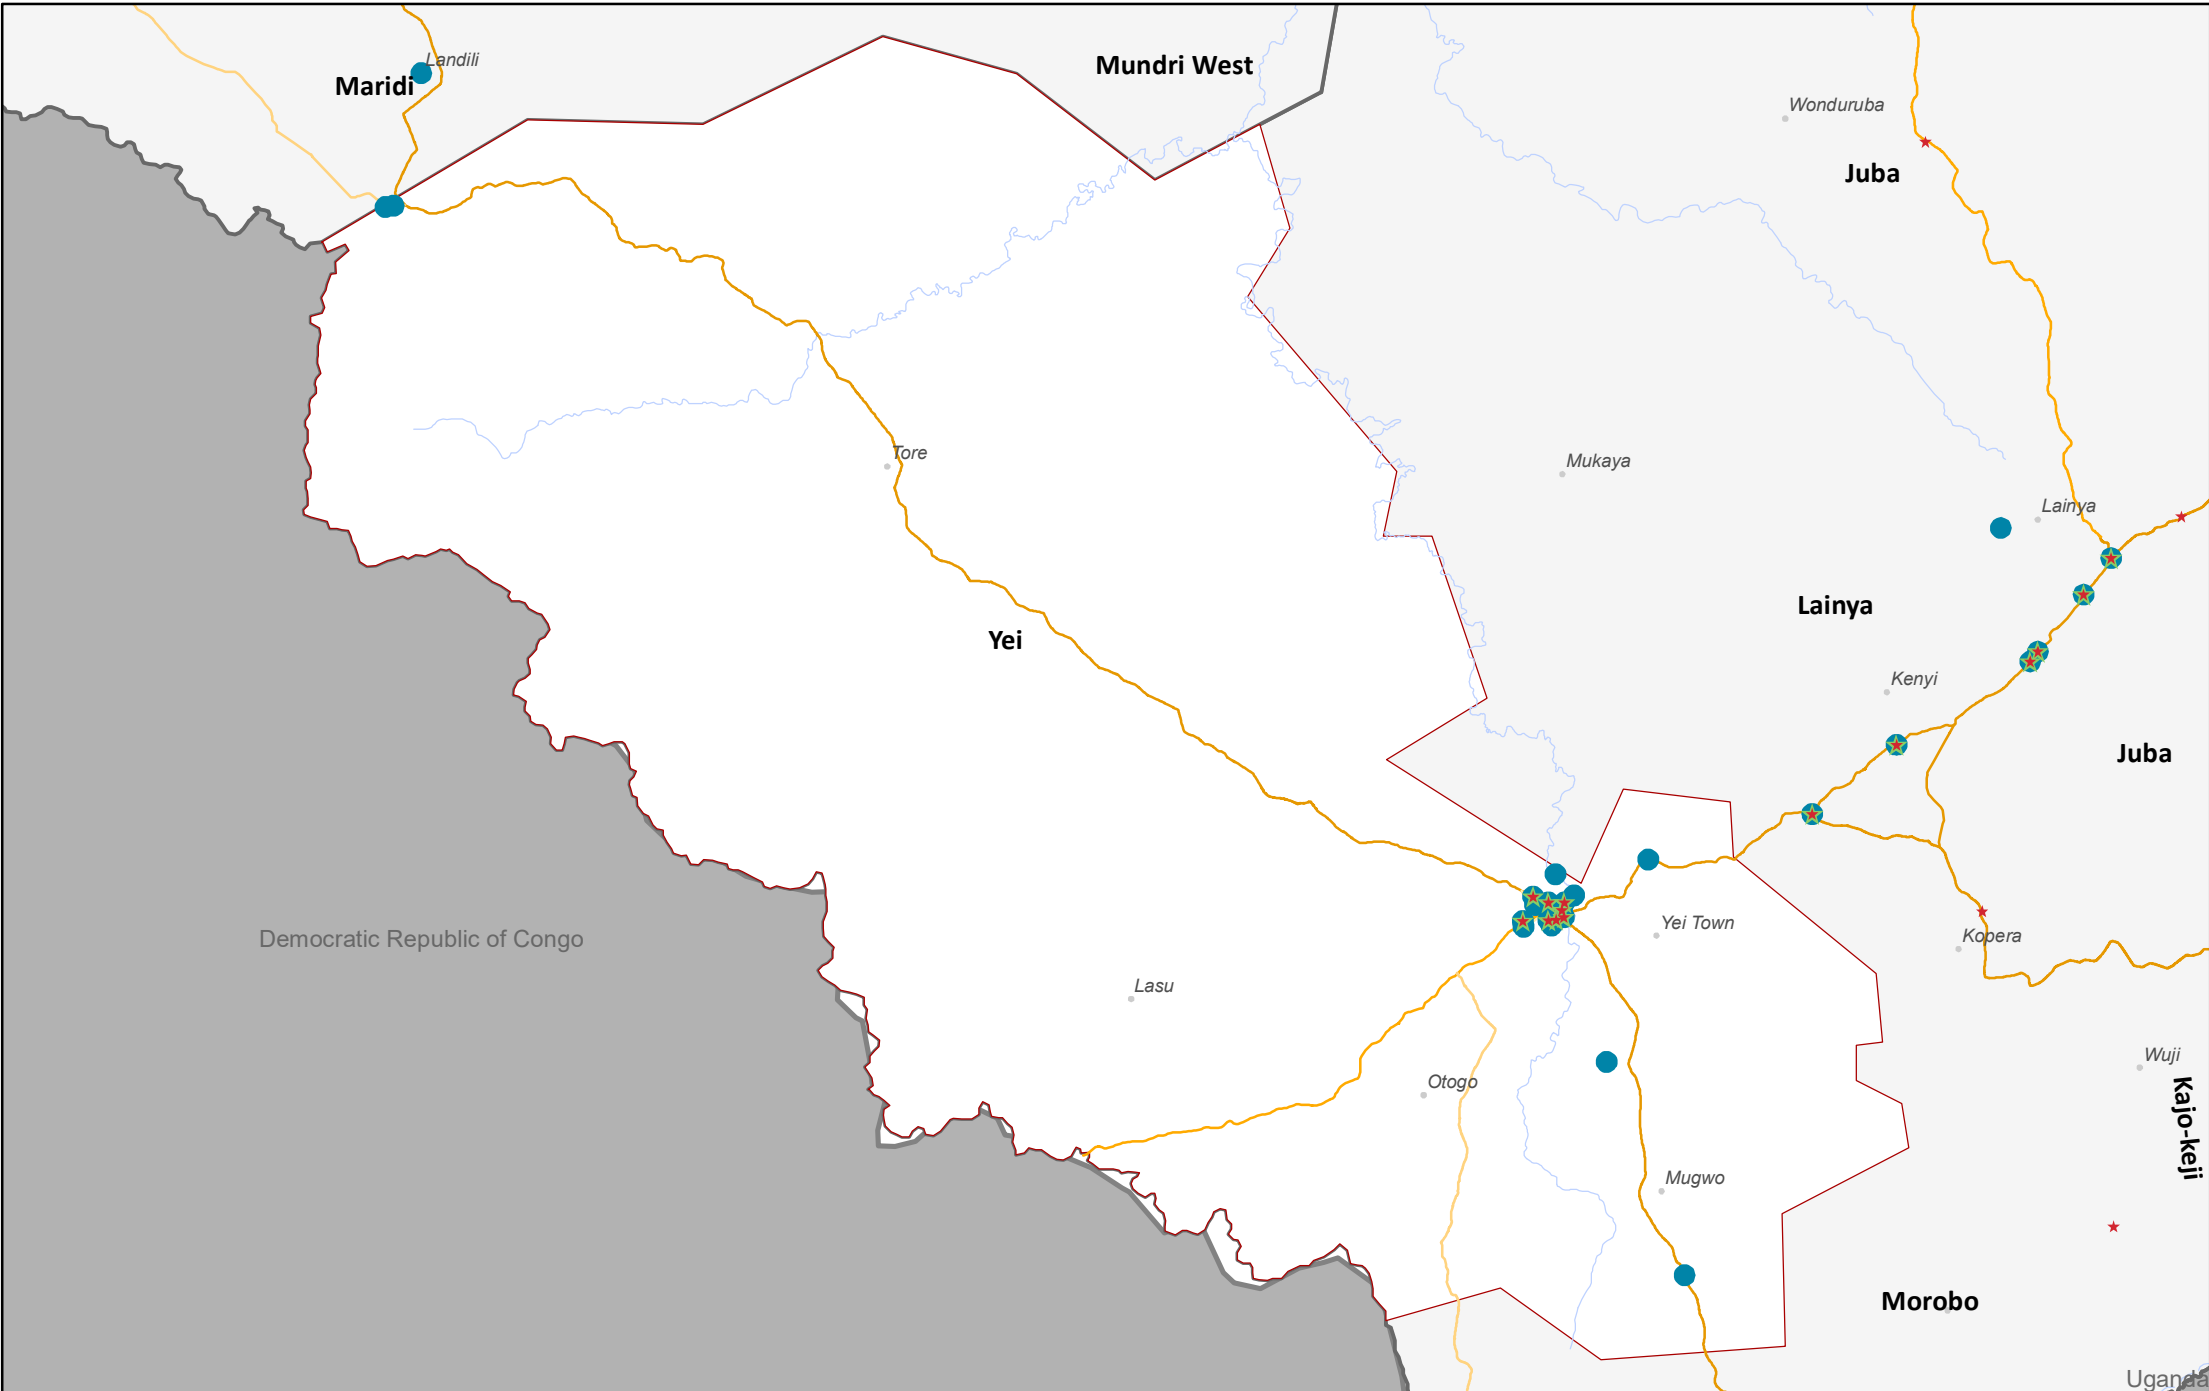 Landili
Maridi
Mundri West
Wonduruba
Juba
Tore
Mukaya
Lainya
Lainya
Yei
Kenyi
Juba
Yei Town
Kopera
Democratic Republic of Congo
Lasu
Wuji
Otogo
Kajo-keji
Mugwo
Morobo
Uganda